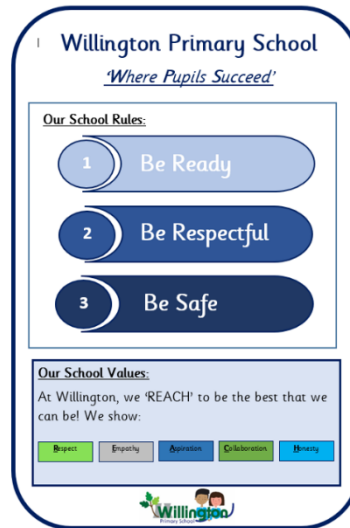 Willington Primary School
‘Where Pupils Succeed’
Our School Rules:
1 Be Ready
2 Be Respectful
3 Be Safe
Our School Values:
At Willington, we ‘REACH’ to be the best that we
can be! We show:
Respect Empathy Aspiration Collaboration Honesty
Willington
Primary School